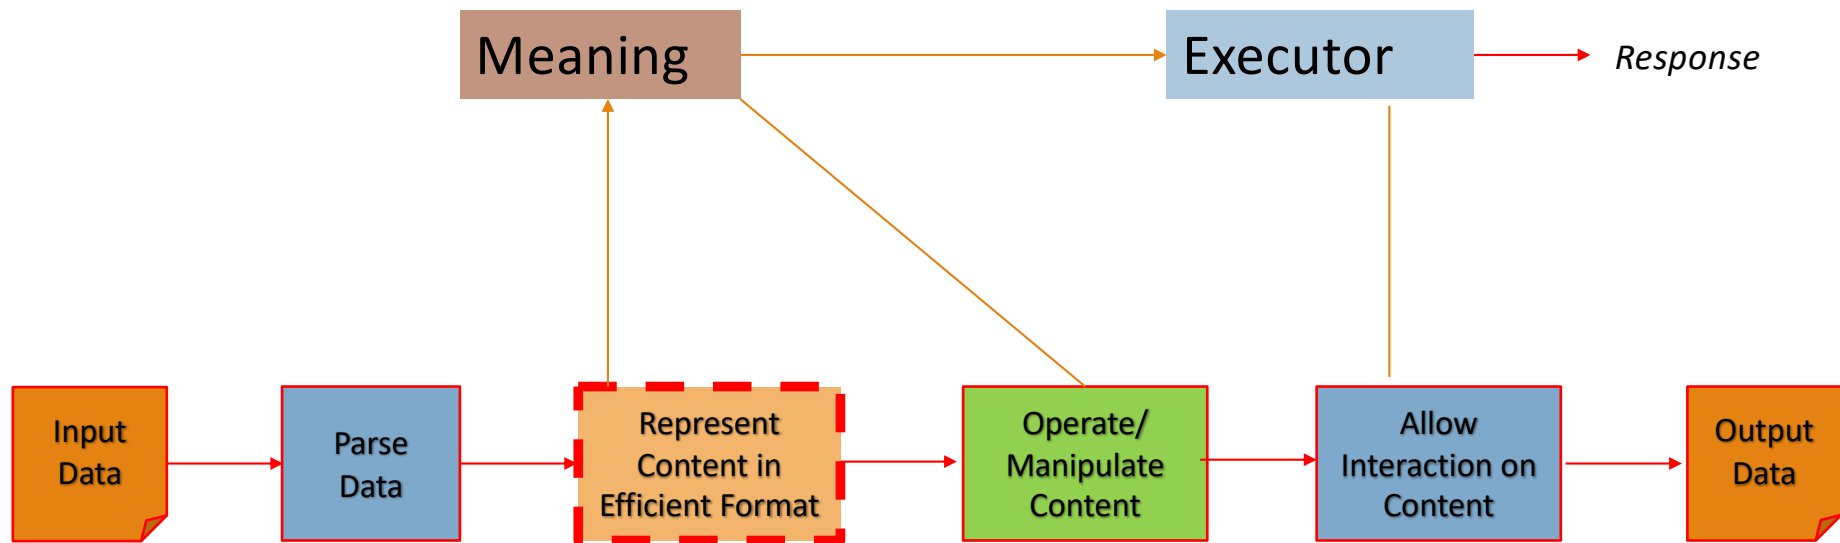 Meaning
Executor
Response
Input
Data
Parse
Data
Represent
Content in
Efficient Format
Operate/
Manipulate
Content
Allow
Interaction on
Content
Output
Data